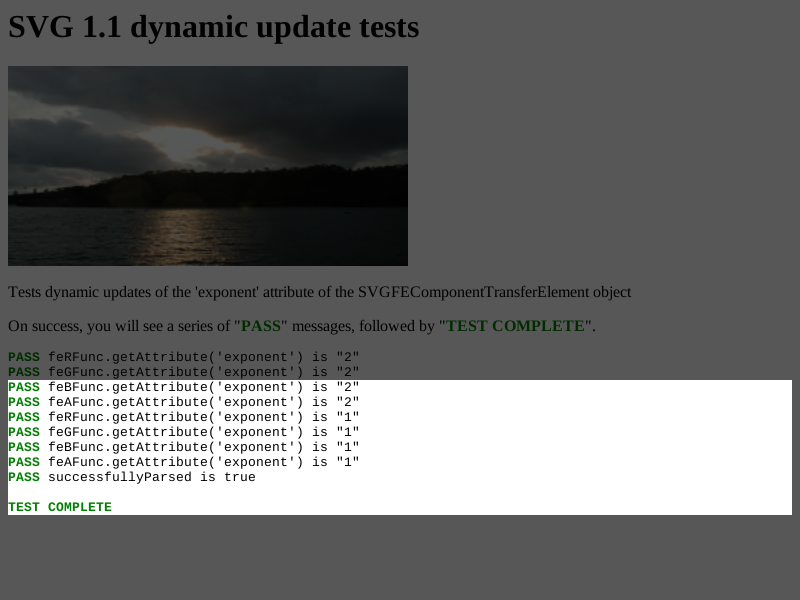 SVG 1.1 dynamic update tests
Tests dynamic updates of the 'exponent' attribute of the SVGFEComponentTransferElement object
On success, you will see a series of "PASS" messages, followed by "TEST COMPLETE".
PASS feRFunc.getAttribute('exponent') is "2"
PASS feGFunc.getAttribute('exponent') is "2"
PASS feBFunc.getAttribute('exponent') is "2"
PASS feAFunc.getAttribute('exponent') is "2"
PASS feRFunc.getAttribute('exponent') is "1"
PASS feGFunc.getAttribute('exponent') is "1"
PASS feBFunc.getAttribute('exponent') is "1"
PASS feAFunc.getAttribute('exponent') is "1"
PASS successfullyParsed is true
TEST COMPLETE